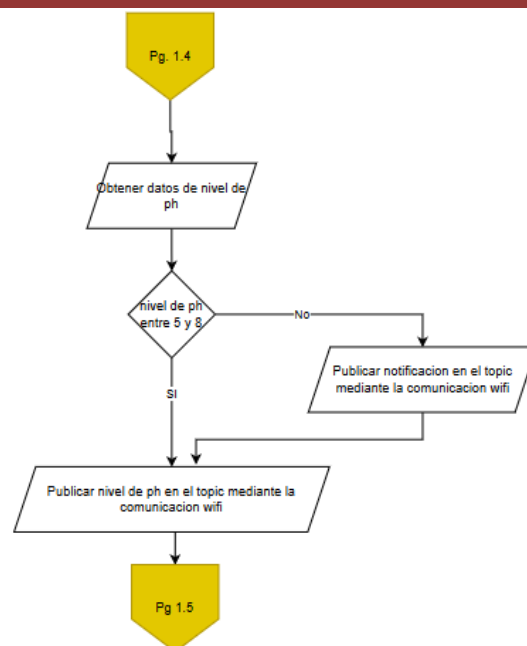 Pg. 1.4
Obtener datos de nivel de
ph
nivel de ph
entre 5 y 8
No
Publicar notificacion en el topic
mediante la comunicacion wifi
SI
Publicar nivel de ph en el topic mediante la
comunicacion wifi
Pg 1.5